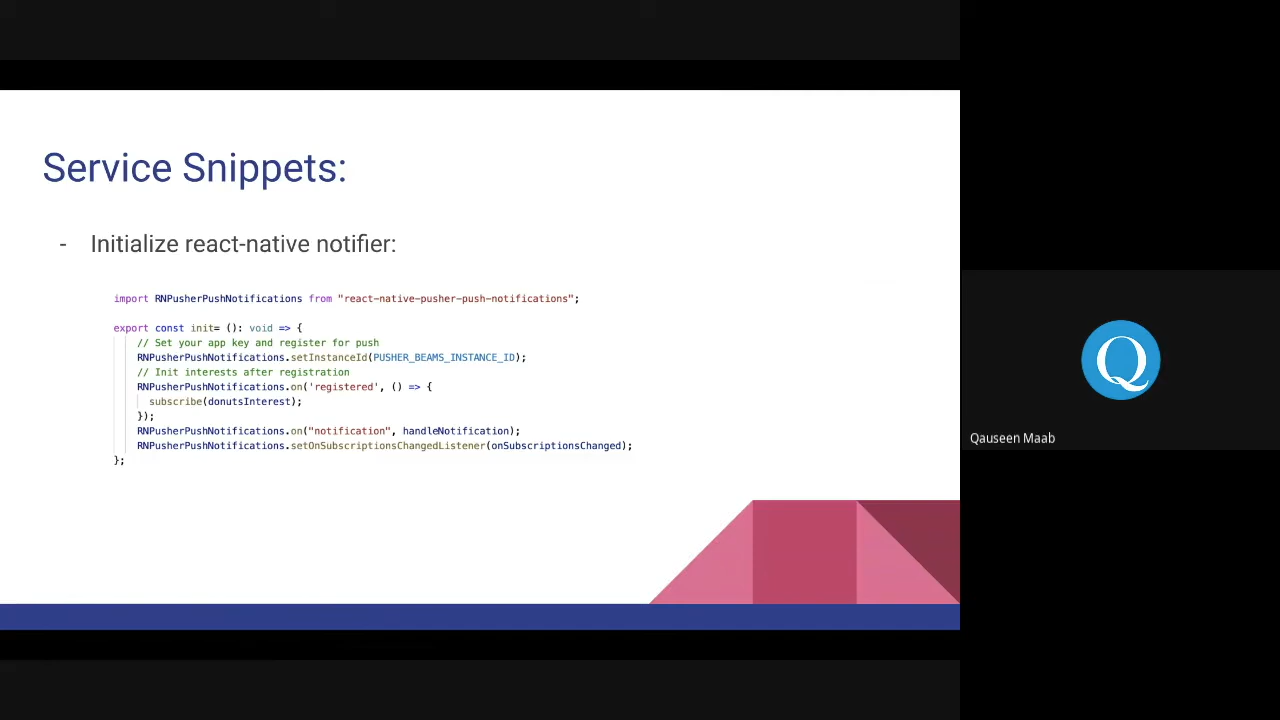 Service Snippets:
- Initialize react-native notifier:
import RNPusherPushNotifications from "react-native-pusher-push-notifications";
export const init= (): void => {
// Set your app key and register for push
RNPusherPushNotifications.setInstanceId(PUSHER_BEAMS_INSTANCE_ID);
// Init interests after registration
RNPusherPushNotifications.on('registered', () => {
subscribe(donutsInterest);
});
RNPusherPushNotifications.on("notification", handleNotification);
RNPusherPushNotifications.setOnSubscriptionsChangedListener(onSubscriptionsChanged);
};
Q
Qauseen Maab